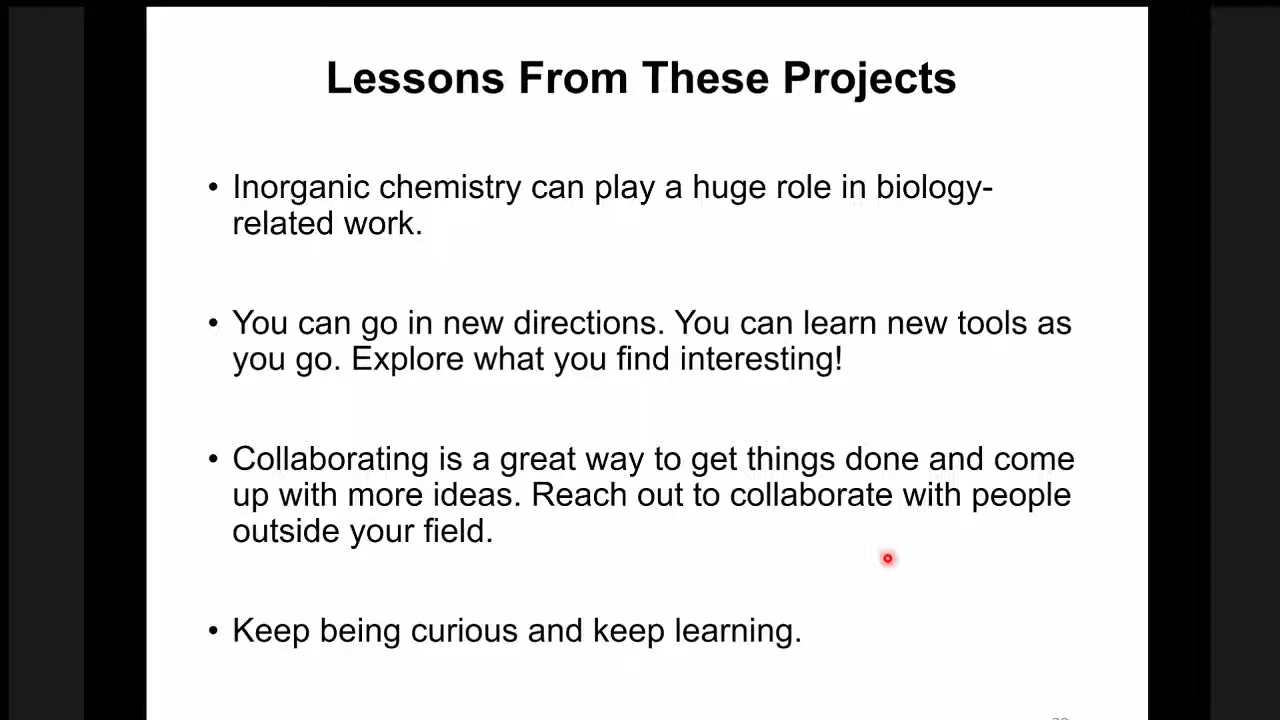 Lessons From These Projects
• Inorganic chemistry can play a huge role in biology-
related work.
• You can go in new directions. You can learn new tools as
you go. Explore what you find interesting!
• Collaborating is a great way to get things done and come
up with more ideas. Reach out to collaborate with people
outside your field.
• Keep being curious and keep learning.